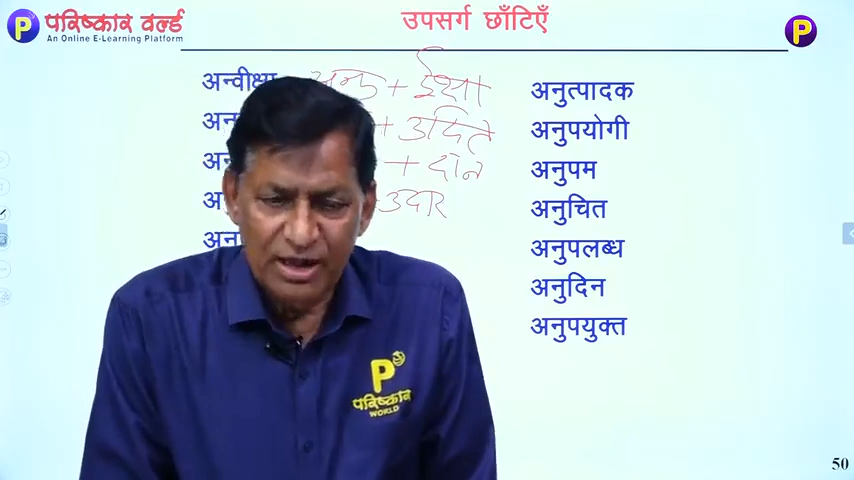 परिष्कार वर्ल्ड
An Online E-Learning Platform
उपसर्ग छाँटिएँ
P
अन्वीक्षा + ईक्षा
+ उदित
+ दान
उदार
अनुत्पादक
अनुपयोगी
अनुपम
अनुचित
अनुपलब्ध
अनुदिन
अनुपयुक्त
P
परिष्कार
WORLD
50